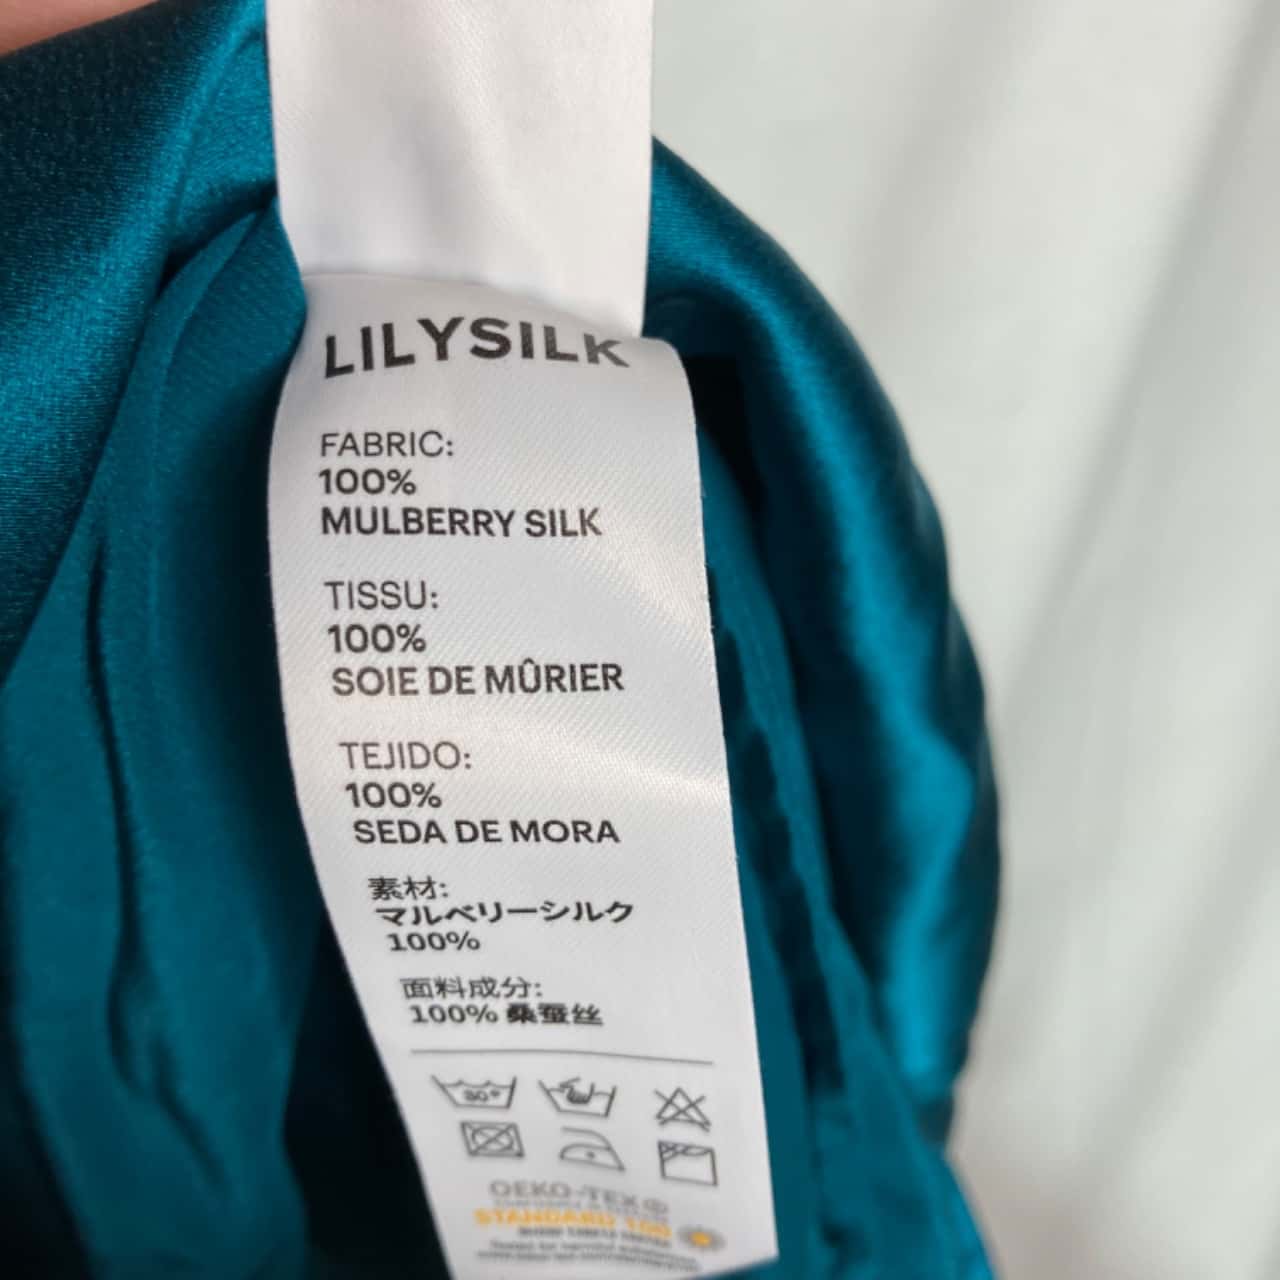 LILYSILK
FABRIC:
100%
MULBERRY SILK
TISSU:
100%
SOIE DE MÛRIER
TEJIDO:
100%
SEDA DE MORA
素材:
マルベリーシルク
100%
面料成分:
100% 桑蚕丝
30°
OEKO-TEX®
STANDARD 100